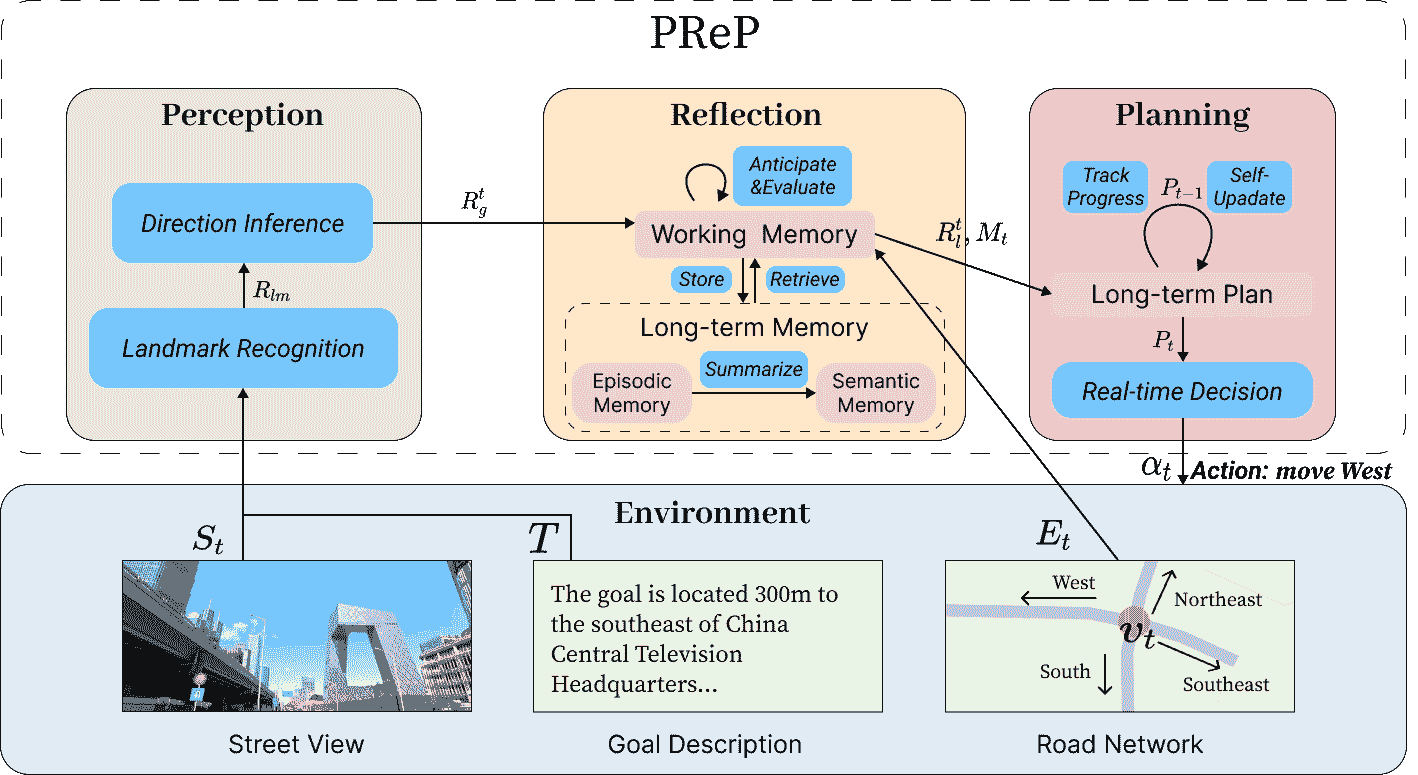 PReP
Perception
Direction Inference
R_{lm}
Landmark Recognition
R_g^t
Reflection
Anticipate
&Evaluate
Working Memory
Store
Retrieve
Long-term Memory
Episodic
Memory
Summarize
Semantic
Memory
R_l^t, M_t
Planning
Track
Progress
P_{t-1}
Self-
Upadate
Long-term Plan
P_t
Real-time Decision
α_t Action: move West
Environment
S_t
T
E_t
The goal is located 300m to
the southeast of China
Central Television
Headquarters...
West
Northeast
v_t
South
Southeast
Street View
Goal Description
Road Network